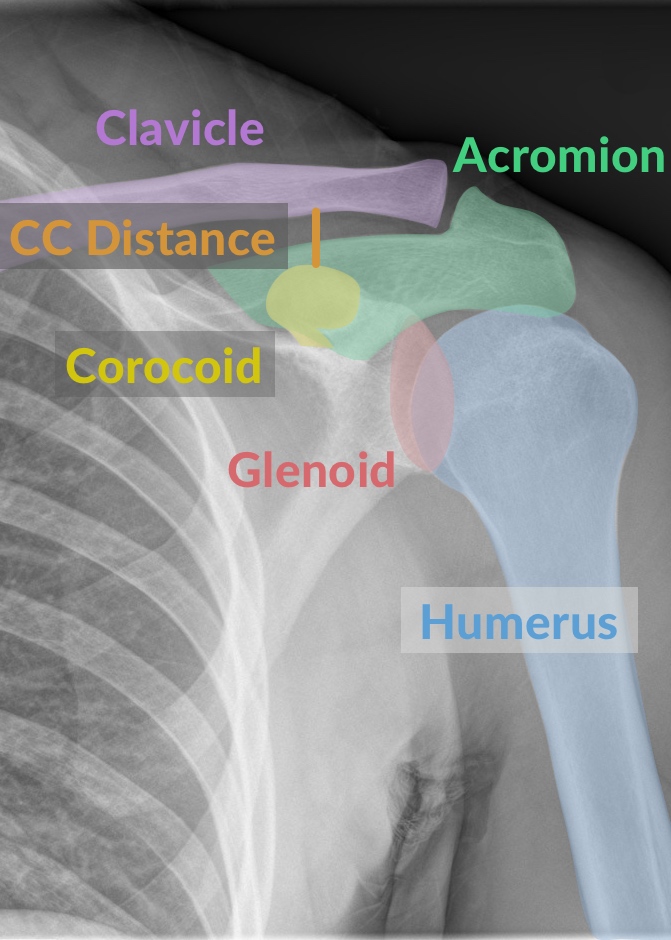 Clavicle
Acromion
CC Distance
Corocoid
Glenoid
Humerus